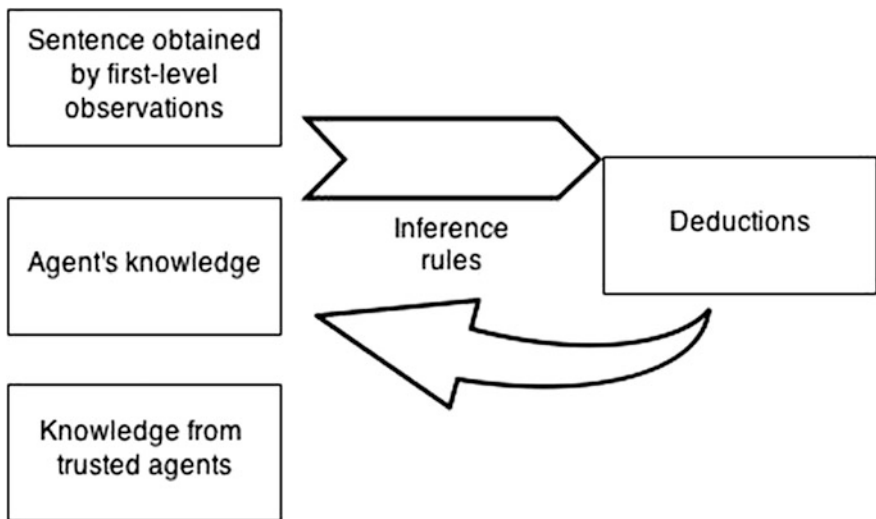 Sentence obtained
by first-level
observations
Agent's knowledge
Inference
rules
Deductions
Knowledge from
trusted agents